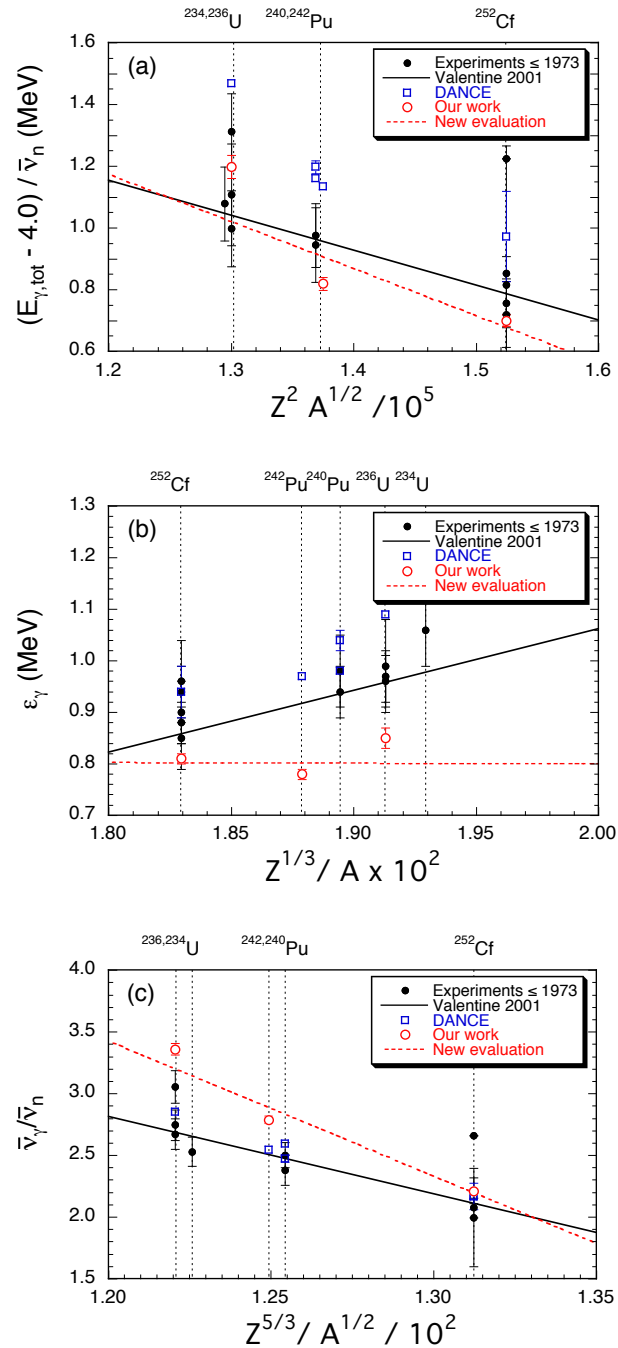 234,236U 240,242Pu 252Cf
(a)
Experiments ≤ 1973
Valentine 2001
DANCE
Our work
New evaluation
(Eγ,tot - 4.0) / ν̄n (MeV)
1.6
1.4
1.2
1.0
0.8
0.6
1.2 1.3 1.4 1.5 1.6
Z2 A1/2 /105
252Cf 242Pu 240Pu 236U 234U
(b)
Experiments ≤ 1973
Valentine 2001
DANCE
Our work
New evaluation
εγ (MeV)
1.3
1.2
1.1
1.0
0.9
0.8
0.7
1.80 1.85 1.90 1.95 2.00
Z1/3/ A x 102
236,234U 242,240Pu 252Cf
(c)
Experiments ≤ 1973
Valentine 2001
DANCE
Our work
New evaluation
ν̄γ/ν̄n
4.0
3.5
3.0
2.5
2.0
1.5
1.20 1.25 1.30 1.35
Z5/3/ A1/2 / 102